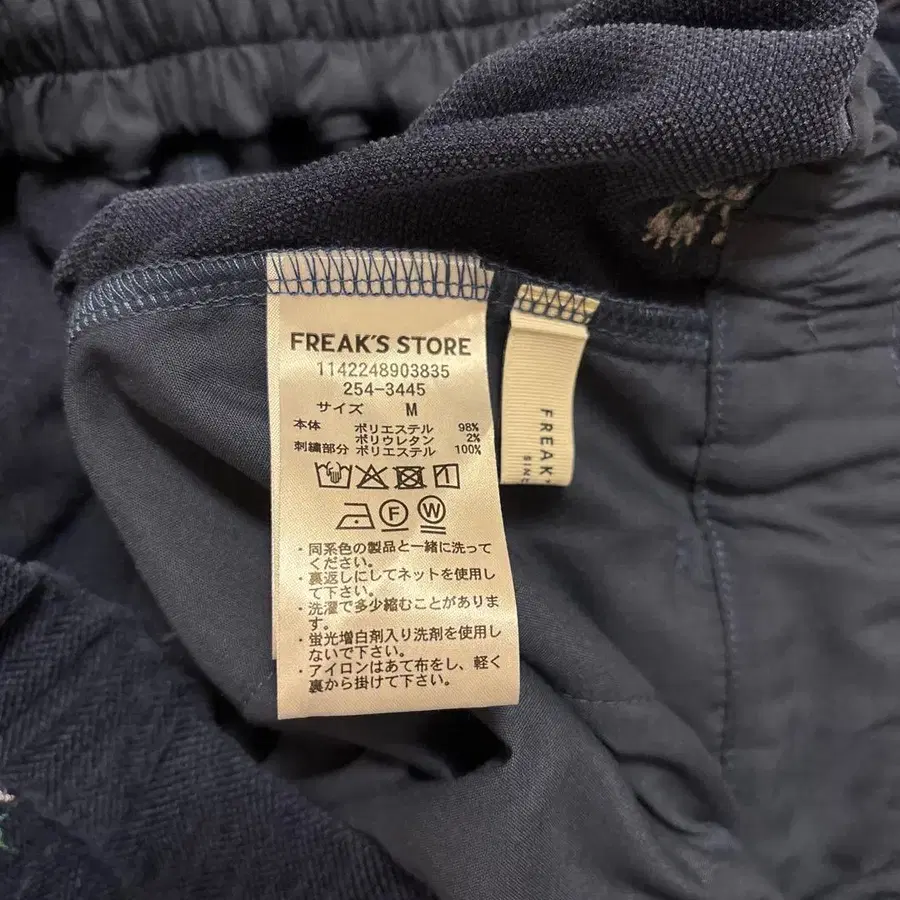 FREAK'S STORE
1142248903835
254-3445
サイズ M
本体 ポリエステル 98%
ポリウレタン 2%
刺繍部分 ポリエステル 100%
F W
・同系色の製品と一緒に洗って
ください。
・裏返しにしてネットを使用し
て下さい。
・洗濯で多少縮むことがありま
す。
・蛍光増白剤入り洗剤を使用し
ないで下さい。
・アイロンはあて布をし、軽く
裏から掛けて下さい。
FREAK'